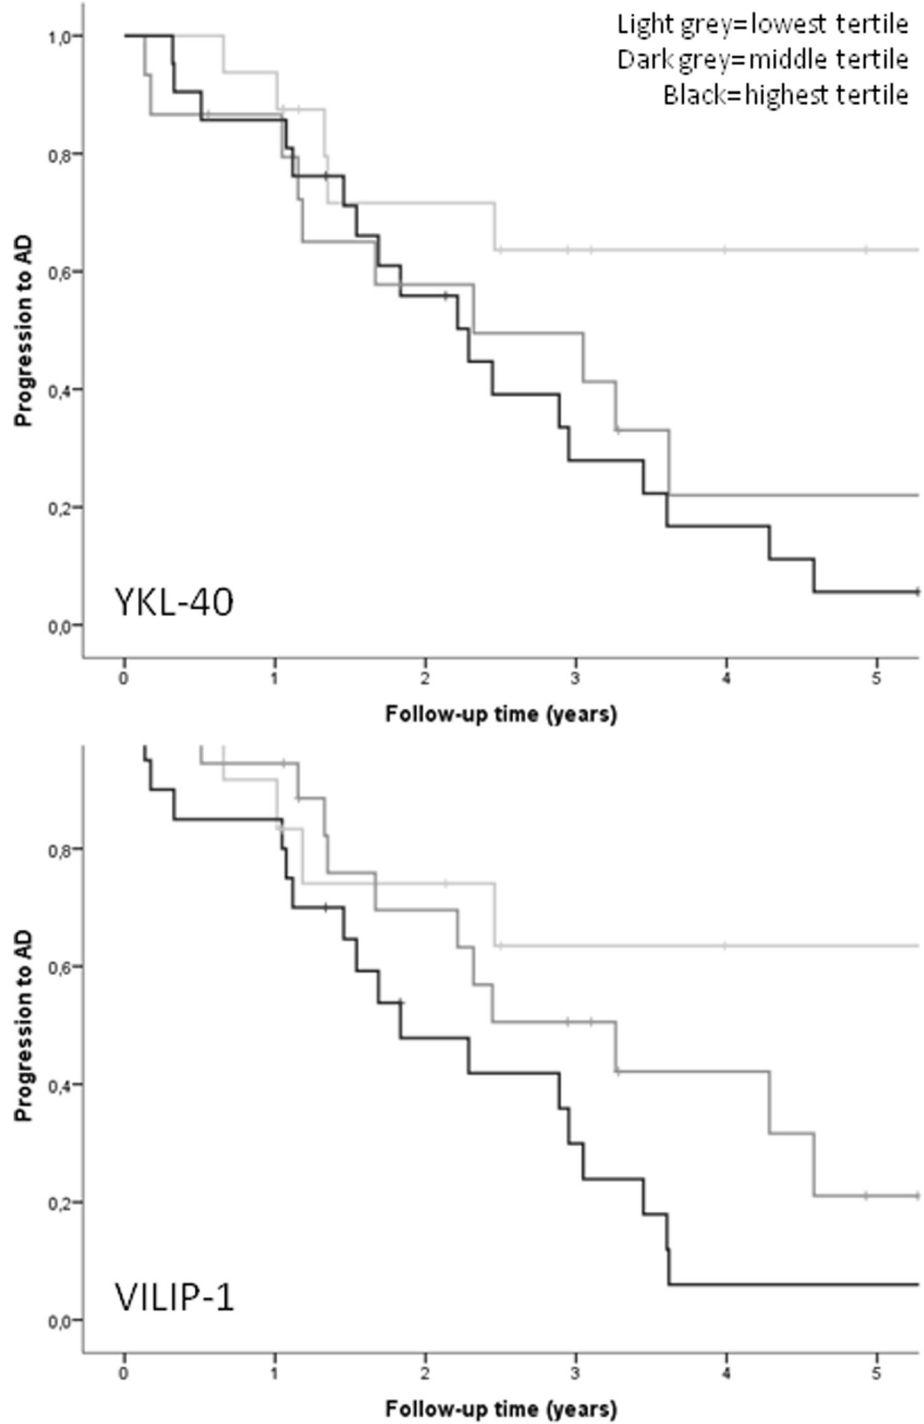 Light grey=lowest tertile
Dark grey=middle tertile
Black=highest tertile
1,0
0,8
0,6
0,4
0,2
0,0
Progression to AD
YKL-40
0 1 2 3 4 5
Follow-up time (years)
0,8
0,6
0,4
0,2
0,0
Progression to AD
VILIP-1
0 1 2 3 4 5
Follow-up time (years)